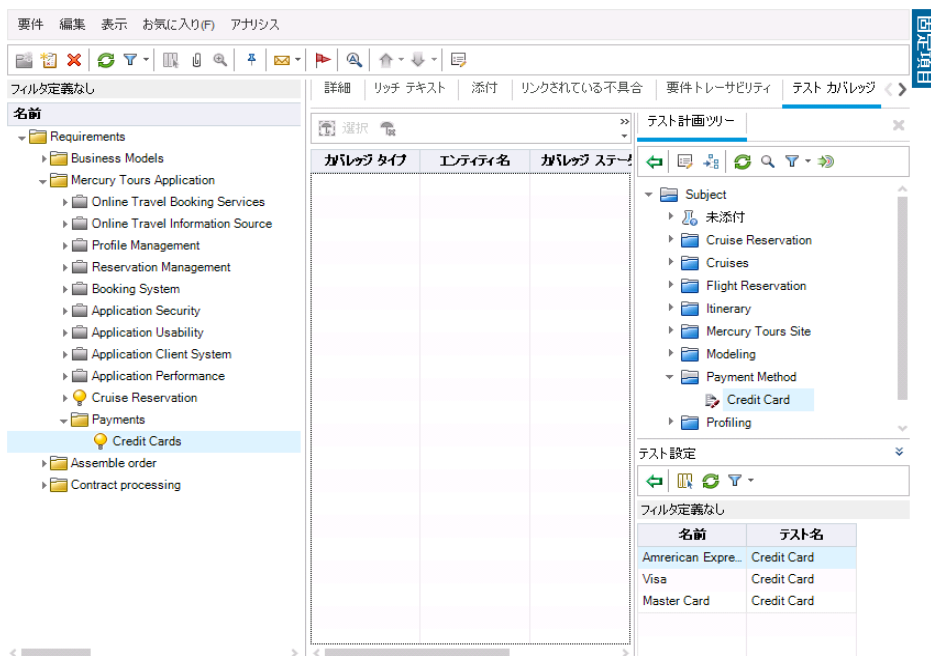 要件 編集 表示 お気に入り(F) アナリシス
固定項目
フィルタ定義なし
名前
Requirements
Business Models
Mercury Tours Application
Online Travel Booking Services
Online Travel Information Source
Profile Management
Reservation Management
Booking System
Application Security
Application Usability
Application Client System
Application Performance
Cruise Reservation
Payments
Credit Cards
Assemble order
Contract processing
詳細 リッチ テキスト 添付 リンクされている不具合 要件トレーサビリティ テスト カバレッジ
選択
カバレッジ タイプ エンティティ名 カバレッジ ステー
テスト計画ツリー
Subject
未添付
Cruise Reservation
Cruises
Flight Reservation
Itinerary
Mercury Tours Site
Modeling
Payment Method
Credit Card
Profiling
テスト設定
フィルタ定義なし
名前 テスト名
Amrerican Expre... Credit Card
Visa Credit Card
Master Card Credit Card